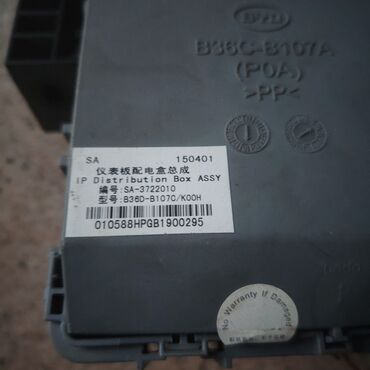 BYD
B36C-B107A
(P0A)
>PP<
SA 150401
仪表板配电盒总成
IP Distribution Box ASSY
编号:SA-3722010
型号:B36D-B107C/K00H
010588HPGB1900295
No Warranty If Damaged